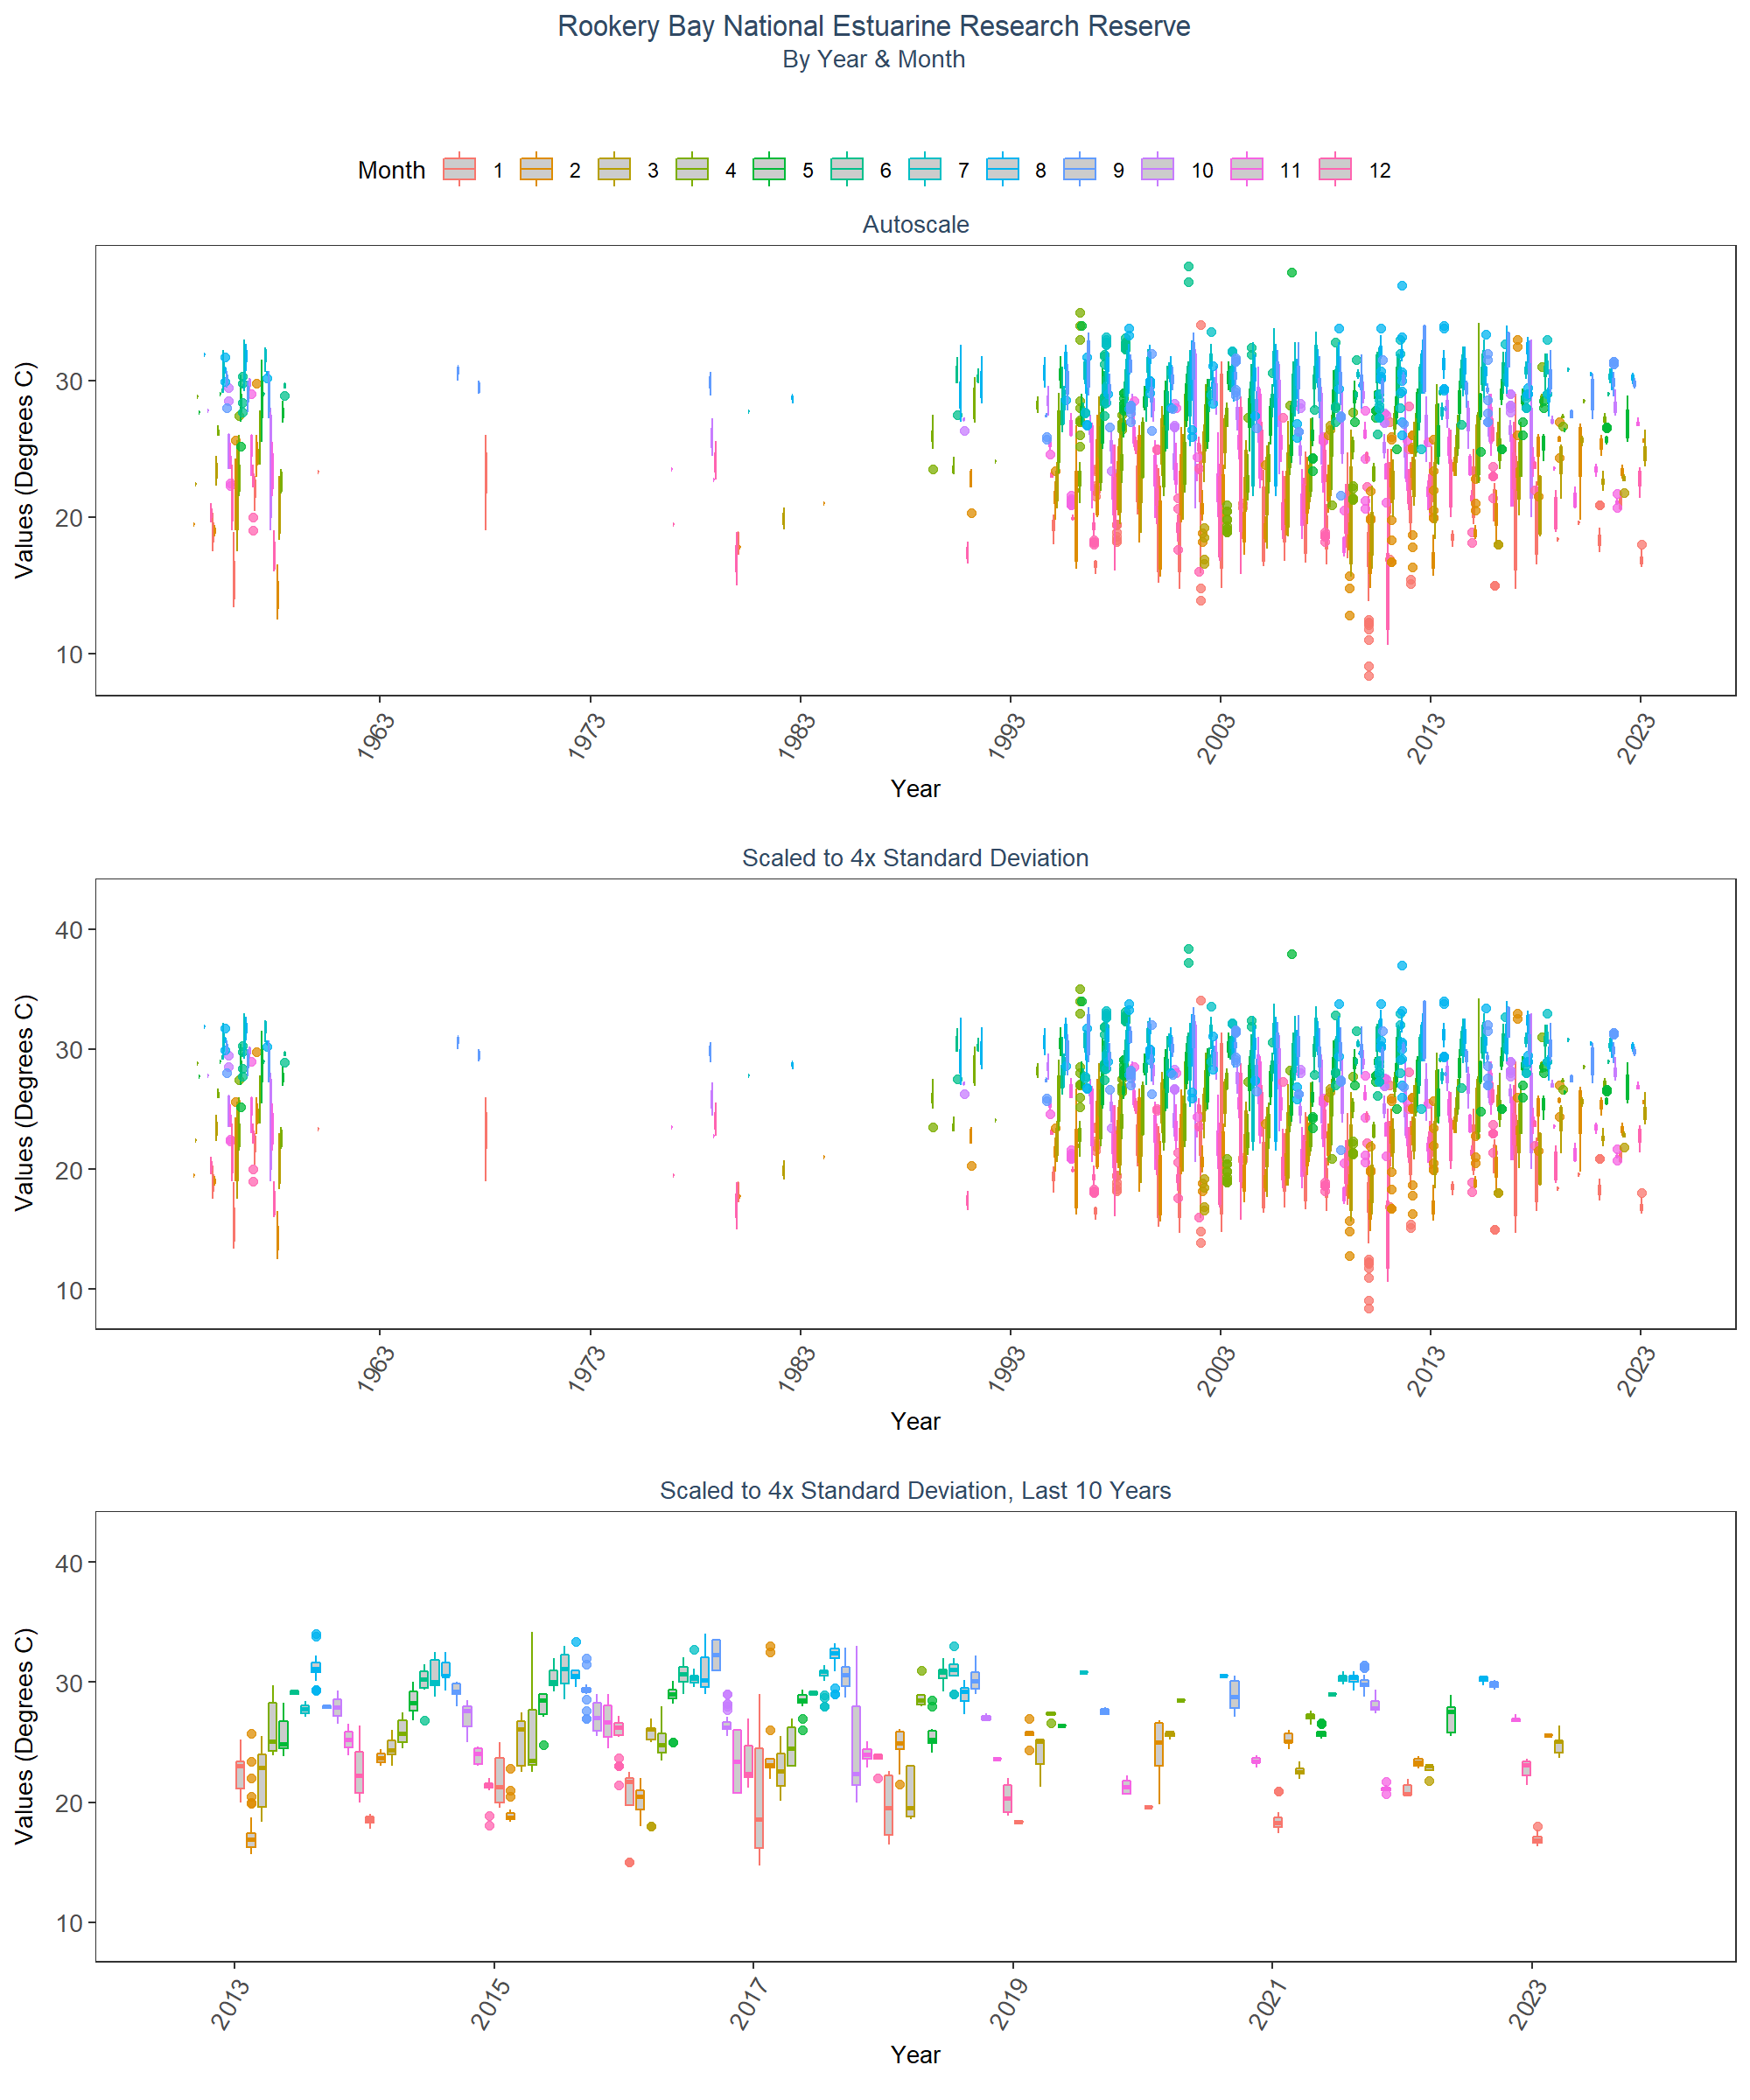 Rookery Bay National Estuarine Research Reserve
By Year & Month
Month 1 2 3 4 5 6 7 8 9 10 11 12
Autoscale
Values (Degrees C)
30
20
10
1963 1973 1983 1993 2003 2013 2023
Year
Scaled to 4x Standard Deviation
Values (Degrees C)
40
30
20
10
1963 1973 1983 1993 2003 2013 2023
Year
Scaled to 4x Standard Deviation, Last 10 Years
Values (Degrees C)
40
30
20
10
2013 2015 2017 2019 2021 2023
Year